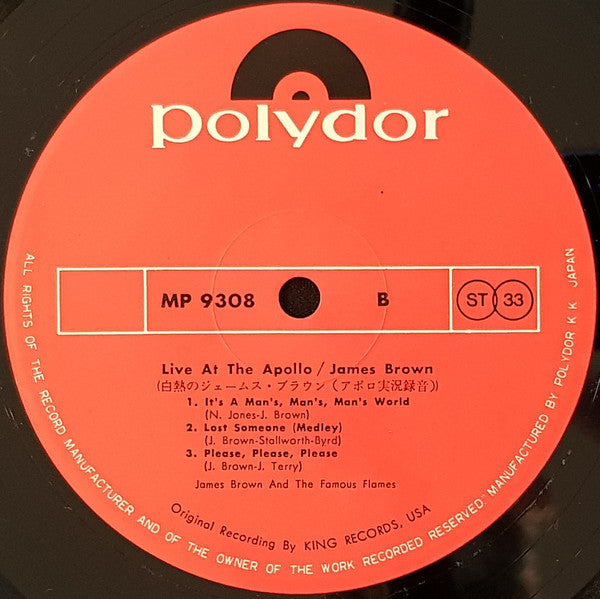 polydor
MP 9308 B ST 33
Live At The Apollo / James Brown
(白熱のジェームス・ブラウン(アポロ実況録音))
1. It's A Man's, Man's, Man's World
(N. Jones-J. Brown)
2. Lost Someone (Medley)
(J. Brown-Stallworth-Byrd)
3. Please, Please, Please
(J. Brown-J. Terry)
James Brown And The Famous Flames
Original Recording By KING RECORDS, USA
ALL RIGHTS OF THE RECORD MANUFACTURER AND OF THE OWNER OF THE WORK RECORDED RESERVED" MANUFACTURED BY POLYDOR K K JAPAN